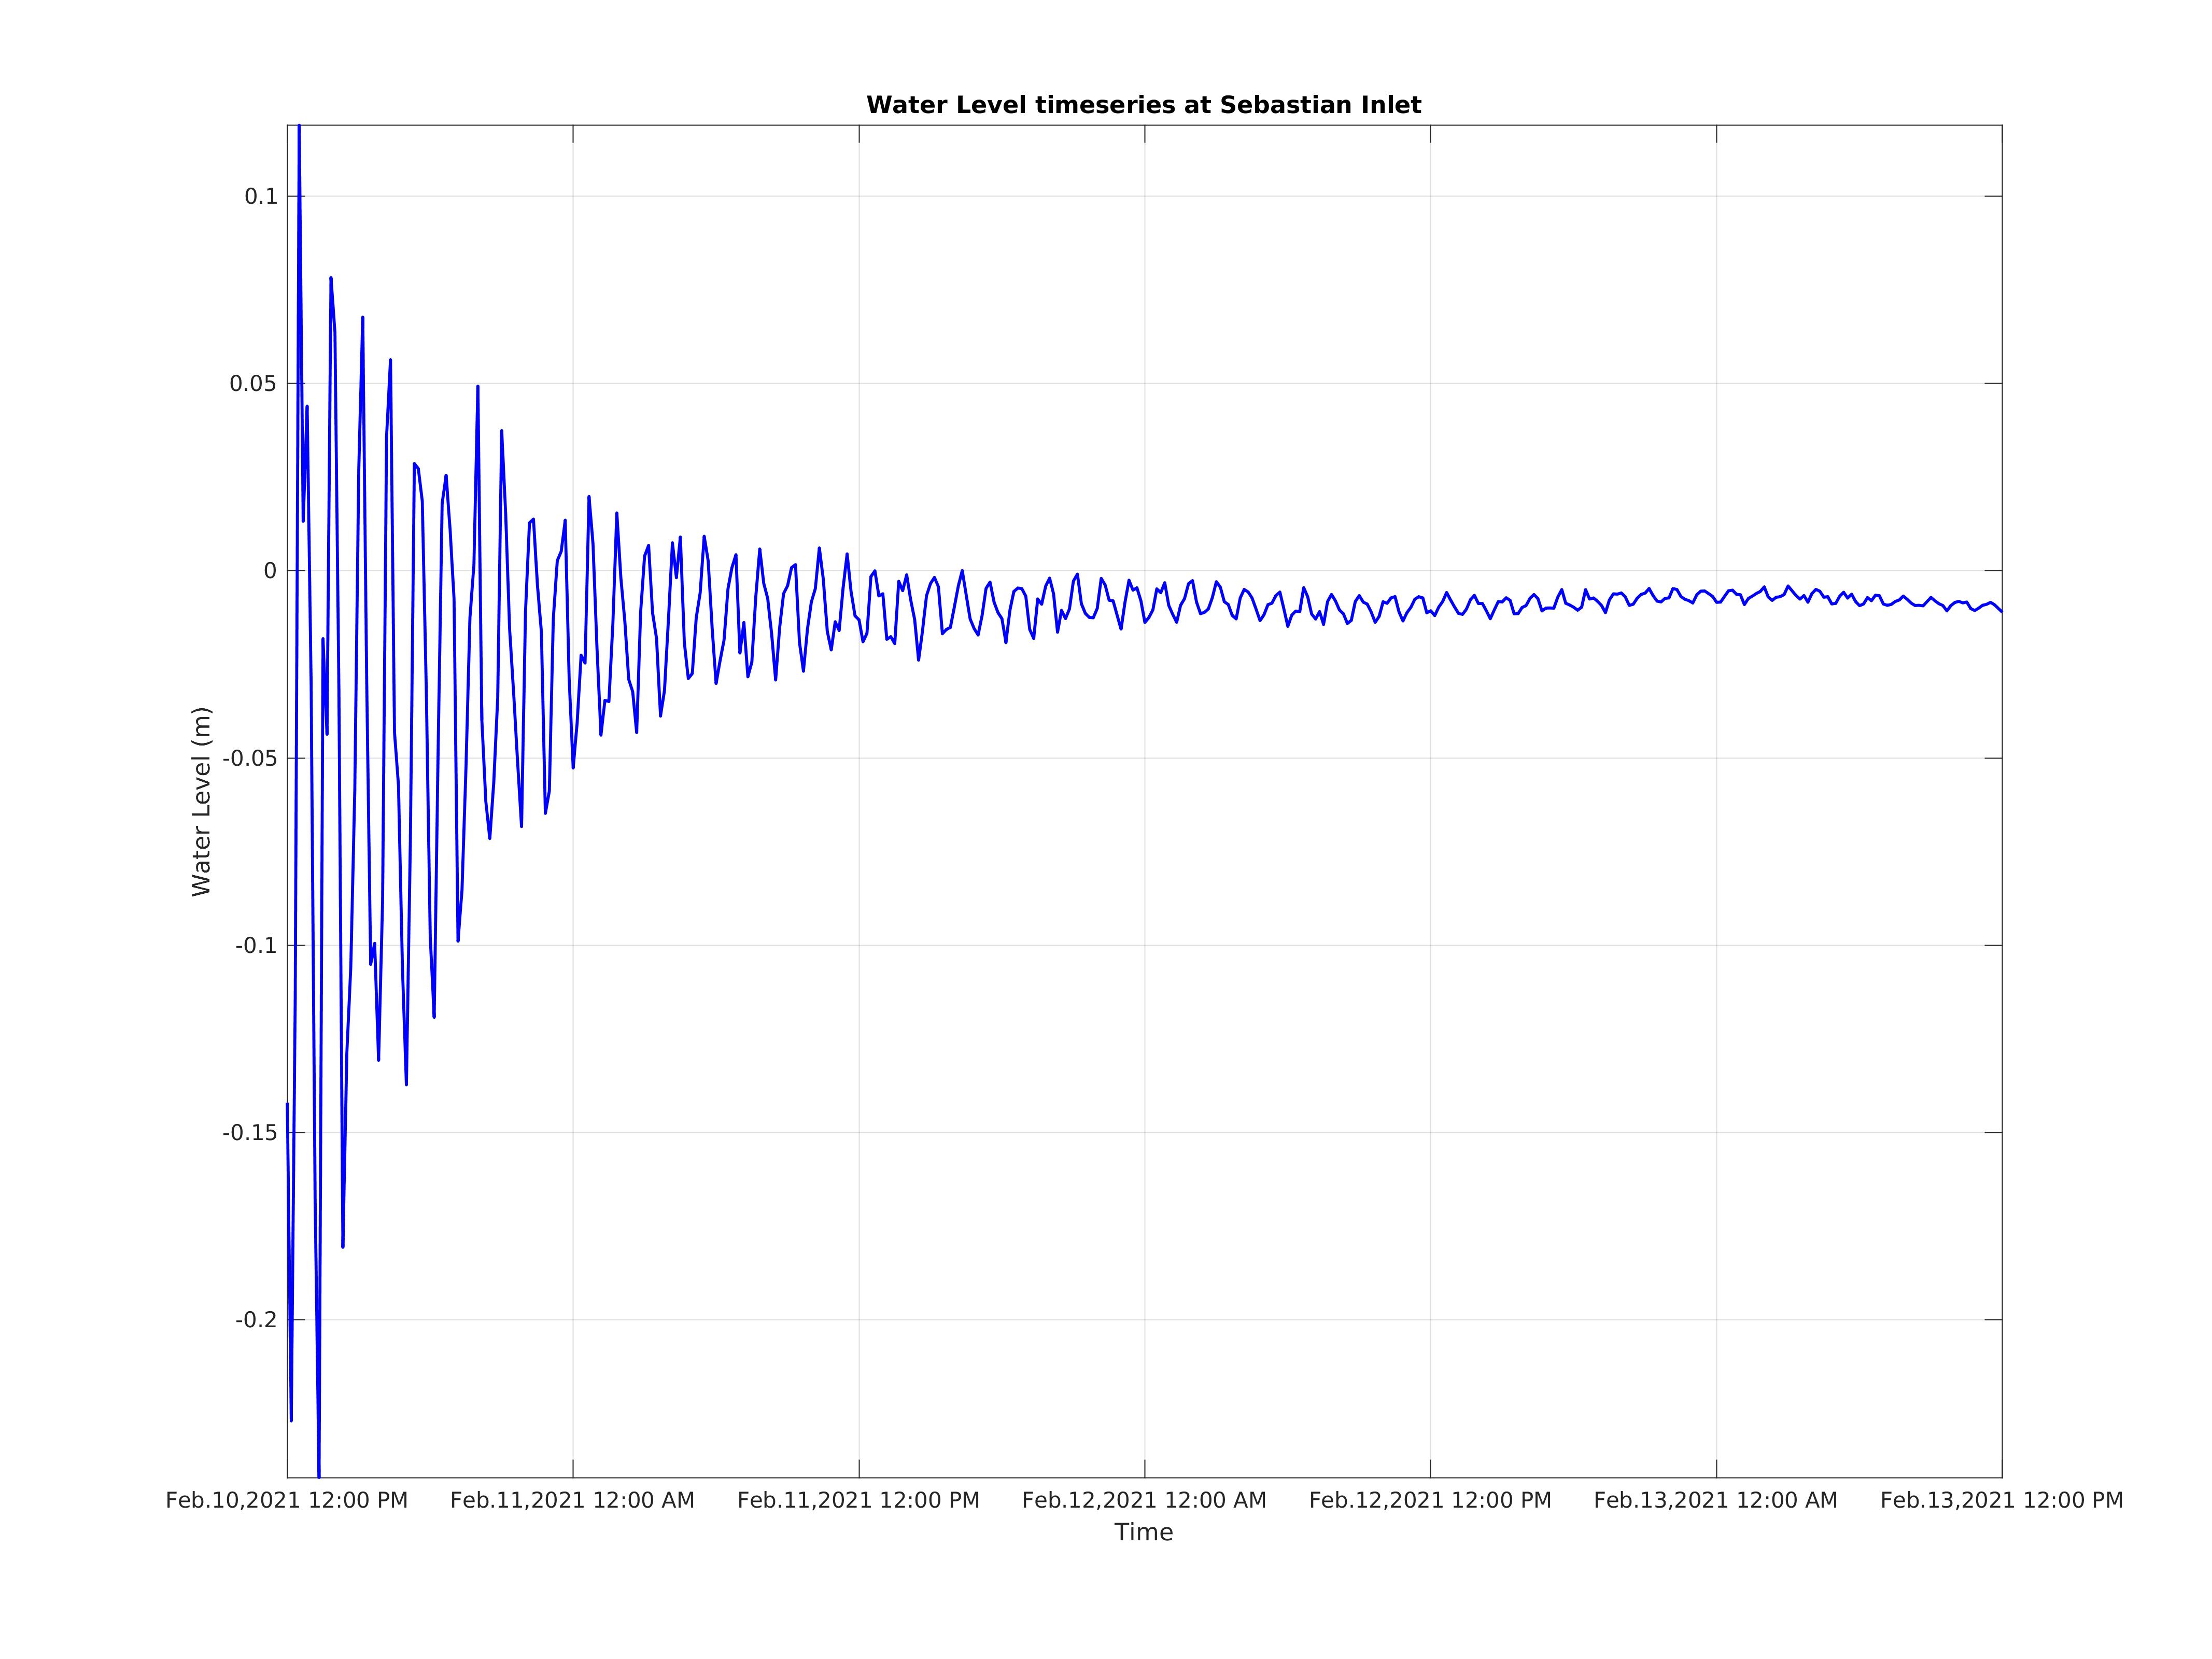 Water Level timeseries at Sebastian Inlet
0.1
0.05
0
-0.05
-0.1
-0.15
-0.2
Water Level (m)
Feb.10,2021 12:00 PM Feb.11,2021 12:00 AM Feb.11,2021 12:00 PM Feb.12,2021 12:00 AM Feb.12,2021 12:00 PM Feb.13,2021 12:00 AM Feb.13,2021 12:00 PM
Time